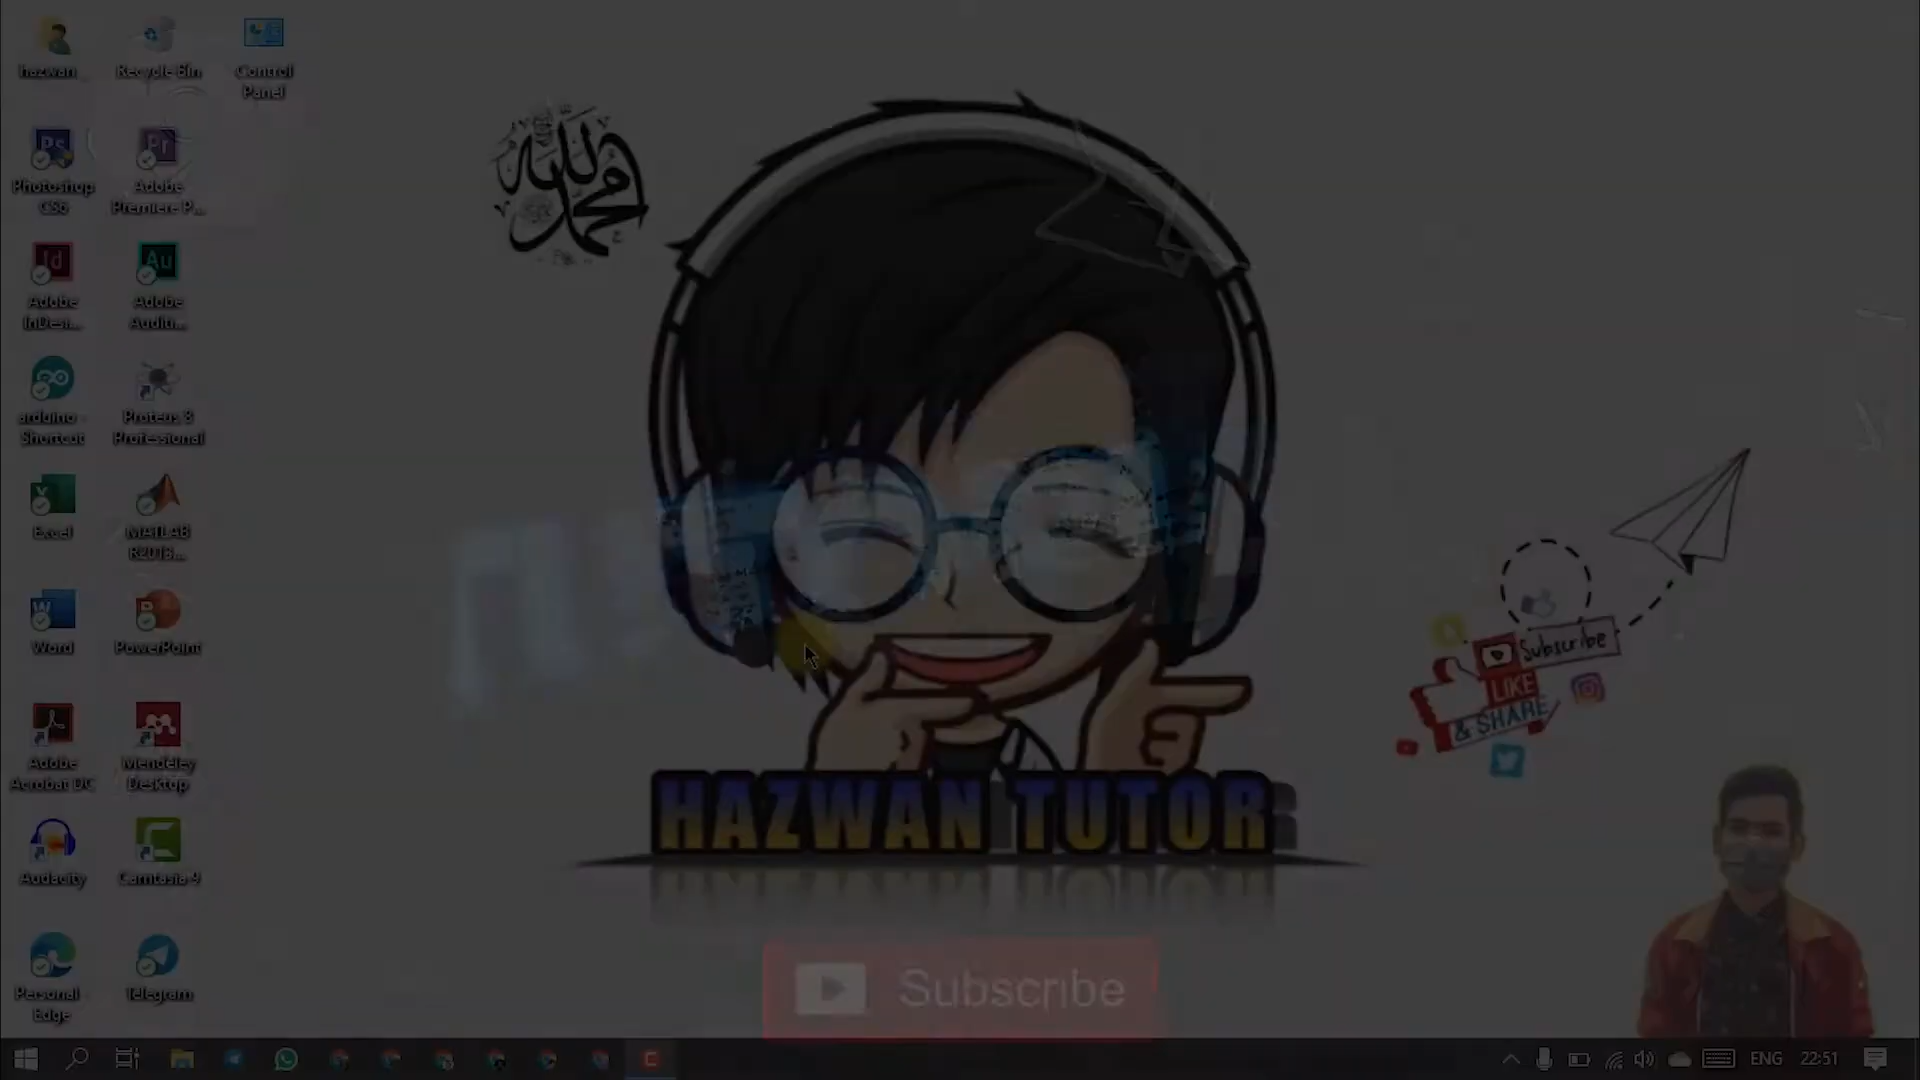 hazwan
Recycle Bin
Control
Panel
Photoshop
CS6
Adobe
Premiere P...
Adobe
InDesi...
Adobe
Auditi...
arduino -
Shortcut
Proteus 8
Professional
Excel
MATLAB
R2013...
Word
PowerPoint
Adobe
Acrobat DC
Mendeley
Desktop
Audacity
Camtasia 9
Personal -
Edge
Telegram
محمد
HAZWAN TUTOR
Subscribe
LIKE
& SHARE
Subscribe
ENG
22:51